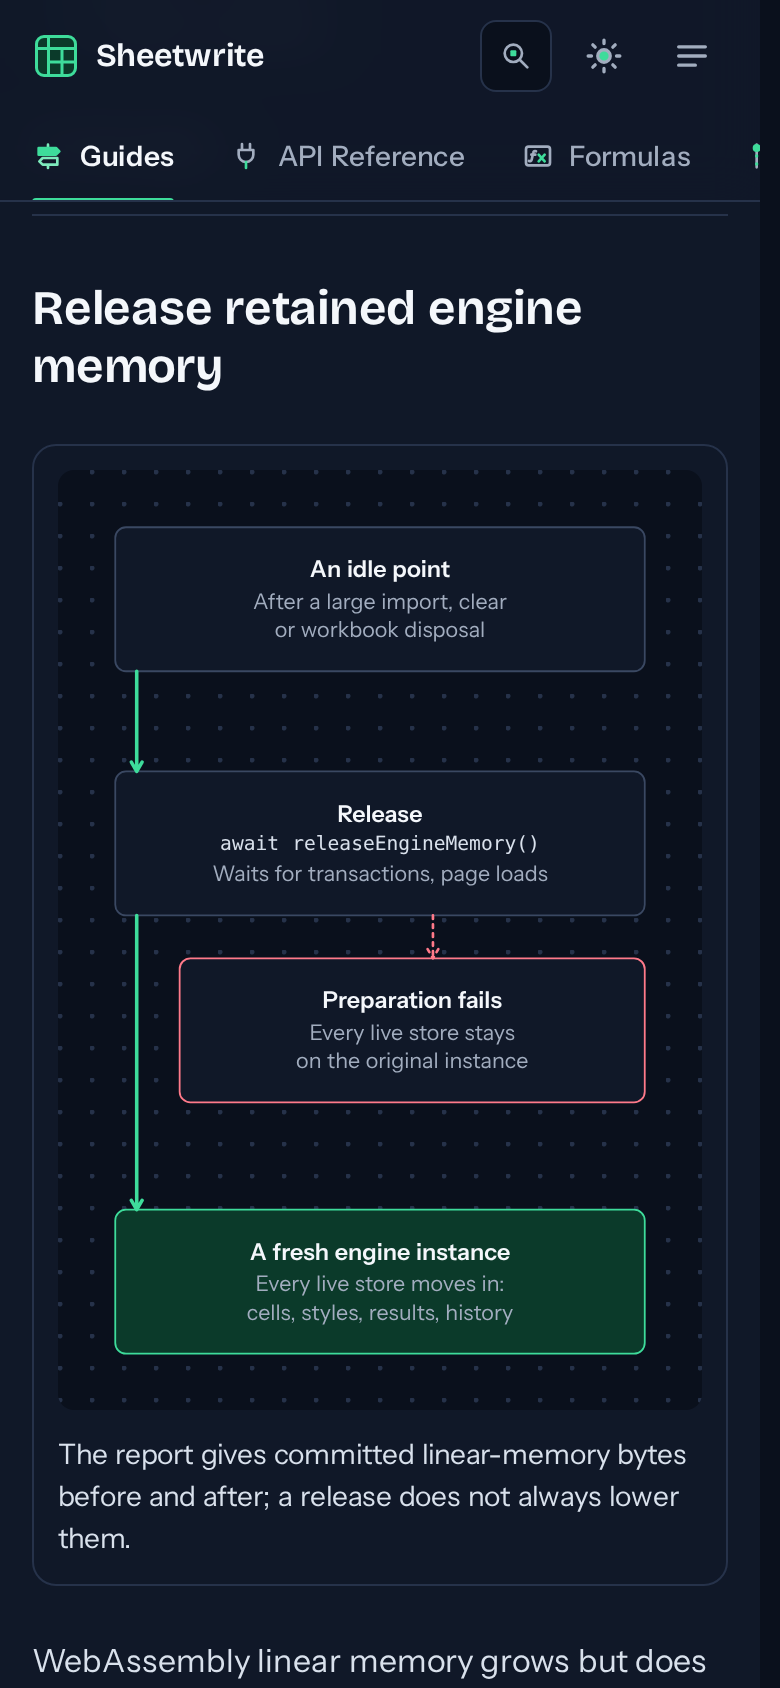 Sheetwrite
Guides
API Reference
Formulas
Release retained engine
memory
An idle point
After a large import, clear
or workbook disposal
Release
await releaseEngineMemory()
Waits for transactions, page loads
Preparation fails
Every live store stays
on the original instance
A fresh engine instance
Every live store moves in:
cells, styles, results, history
The report gives committed linear-memory bytes
before and after; a release does not always lower
them.
WebAssembly linear memory grows but does